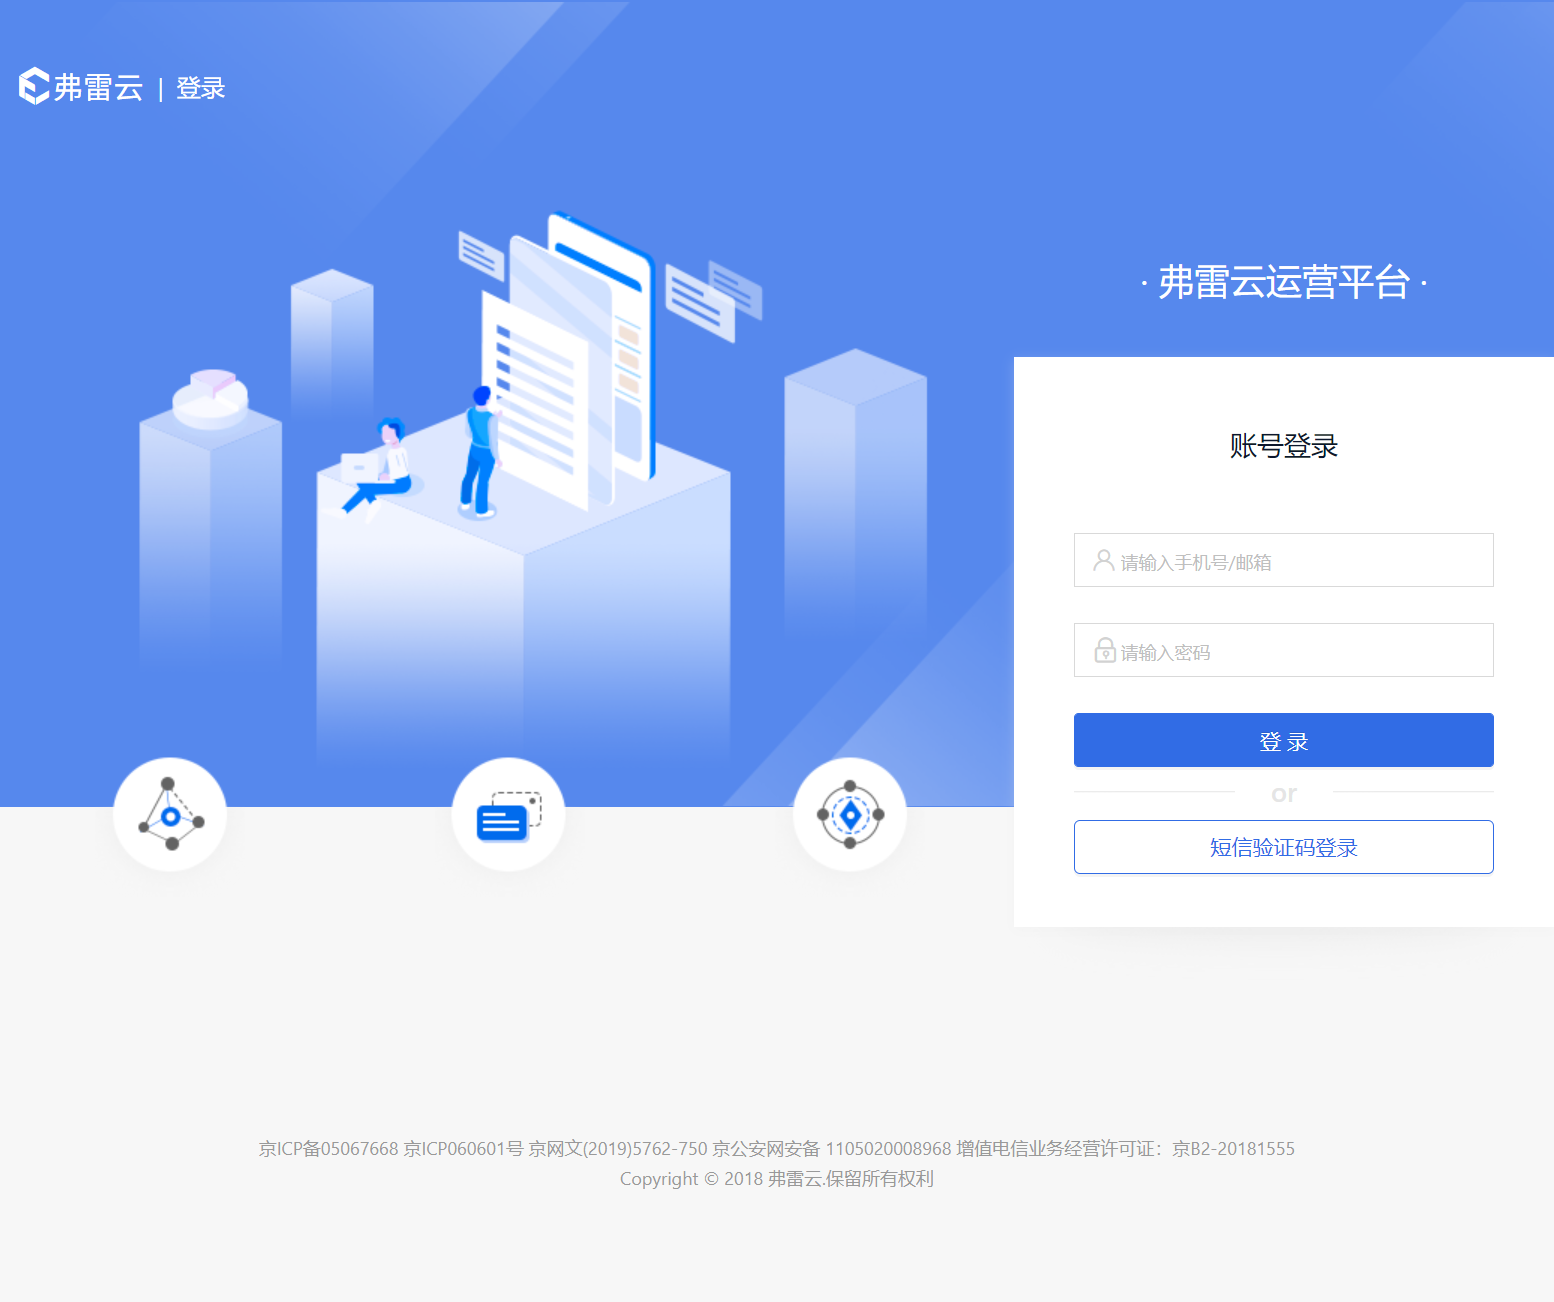 弗雷云 | 登录
· 弗雷云运营平台 ·
账号登录
请输入手机号/邮箱
请输入密码
登 录
or
短信验证码登录
京ICP备05067668 京ICP060601号 京网文(2019)5762-750 京公安网安备 1105020008968 增值电信业务经营许可证：京B2-20181555
Copyright © 2018 弗雷云.保留所有权利